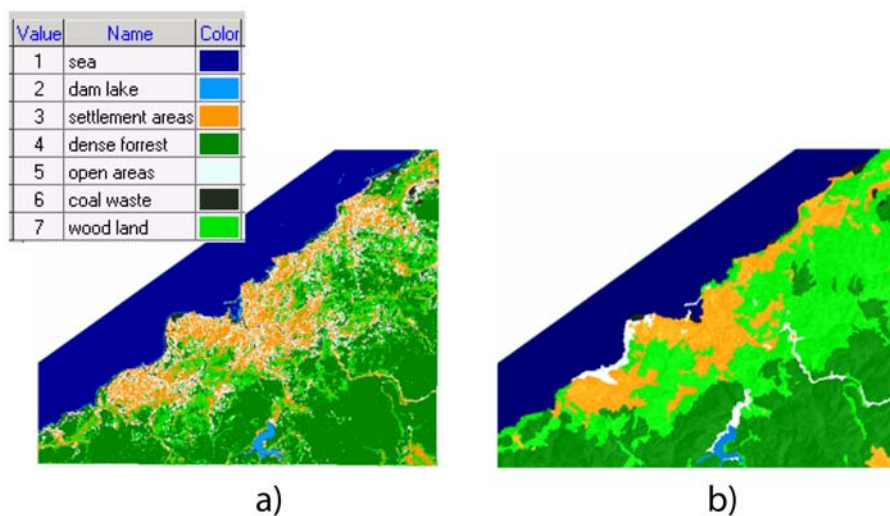 Value Name Color
1 sea
2 dam lake
3 settlement areas
4 dense forrest
5 open areas
6 coal waste
7 wood land
a) b)